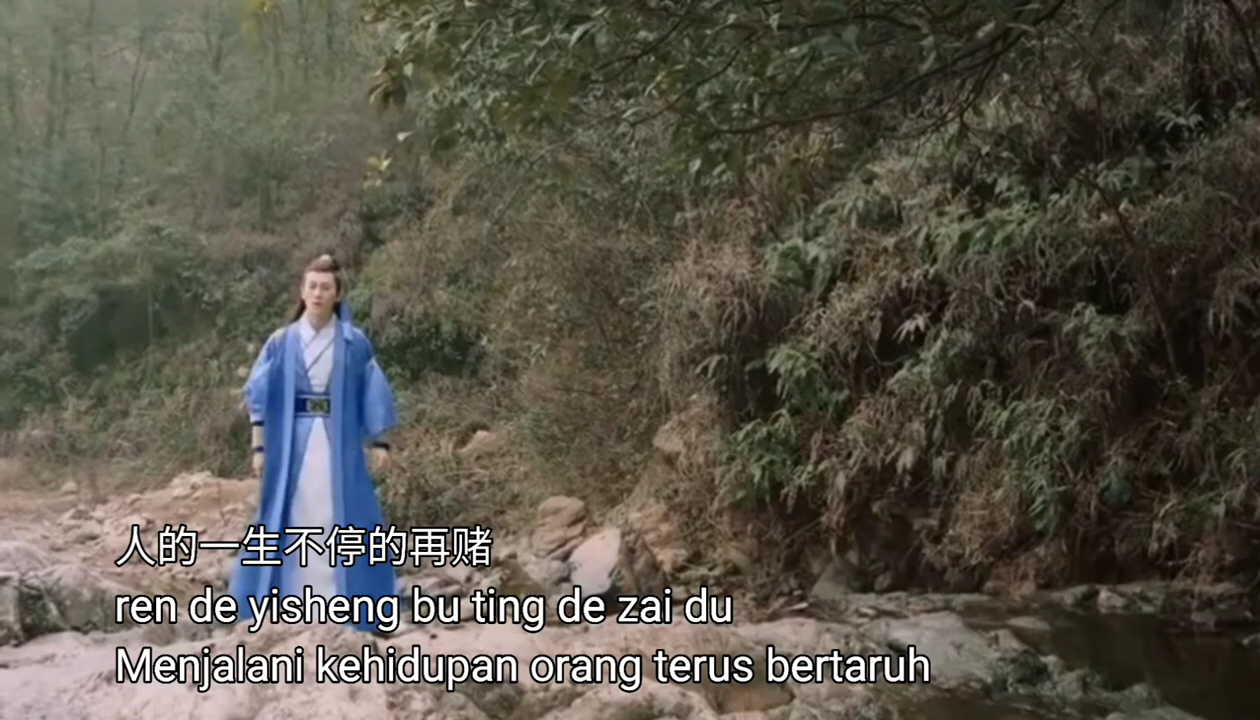 人的一生不停的再赌
ren de yisheng bu ting de zai du
Menjalani kehidupan orang terus bertaruh